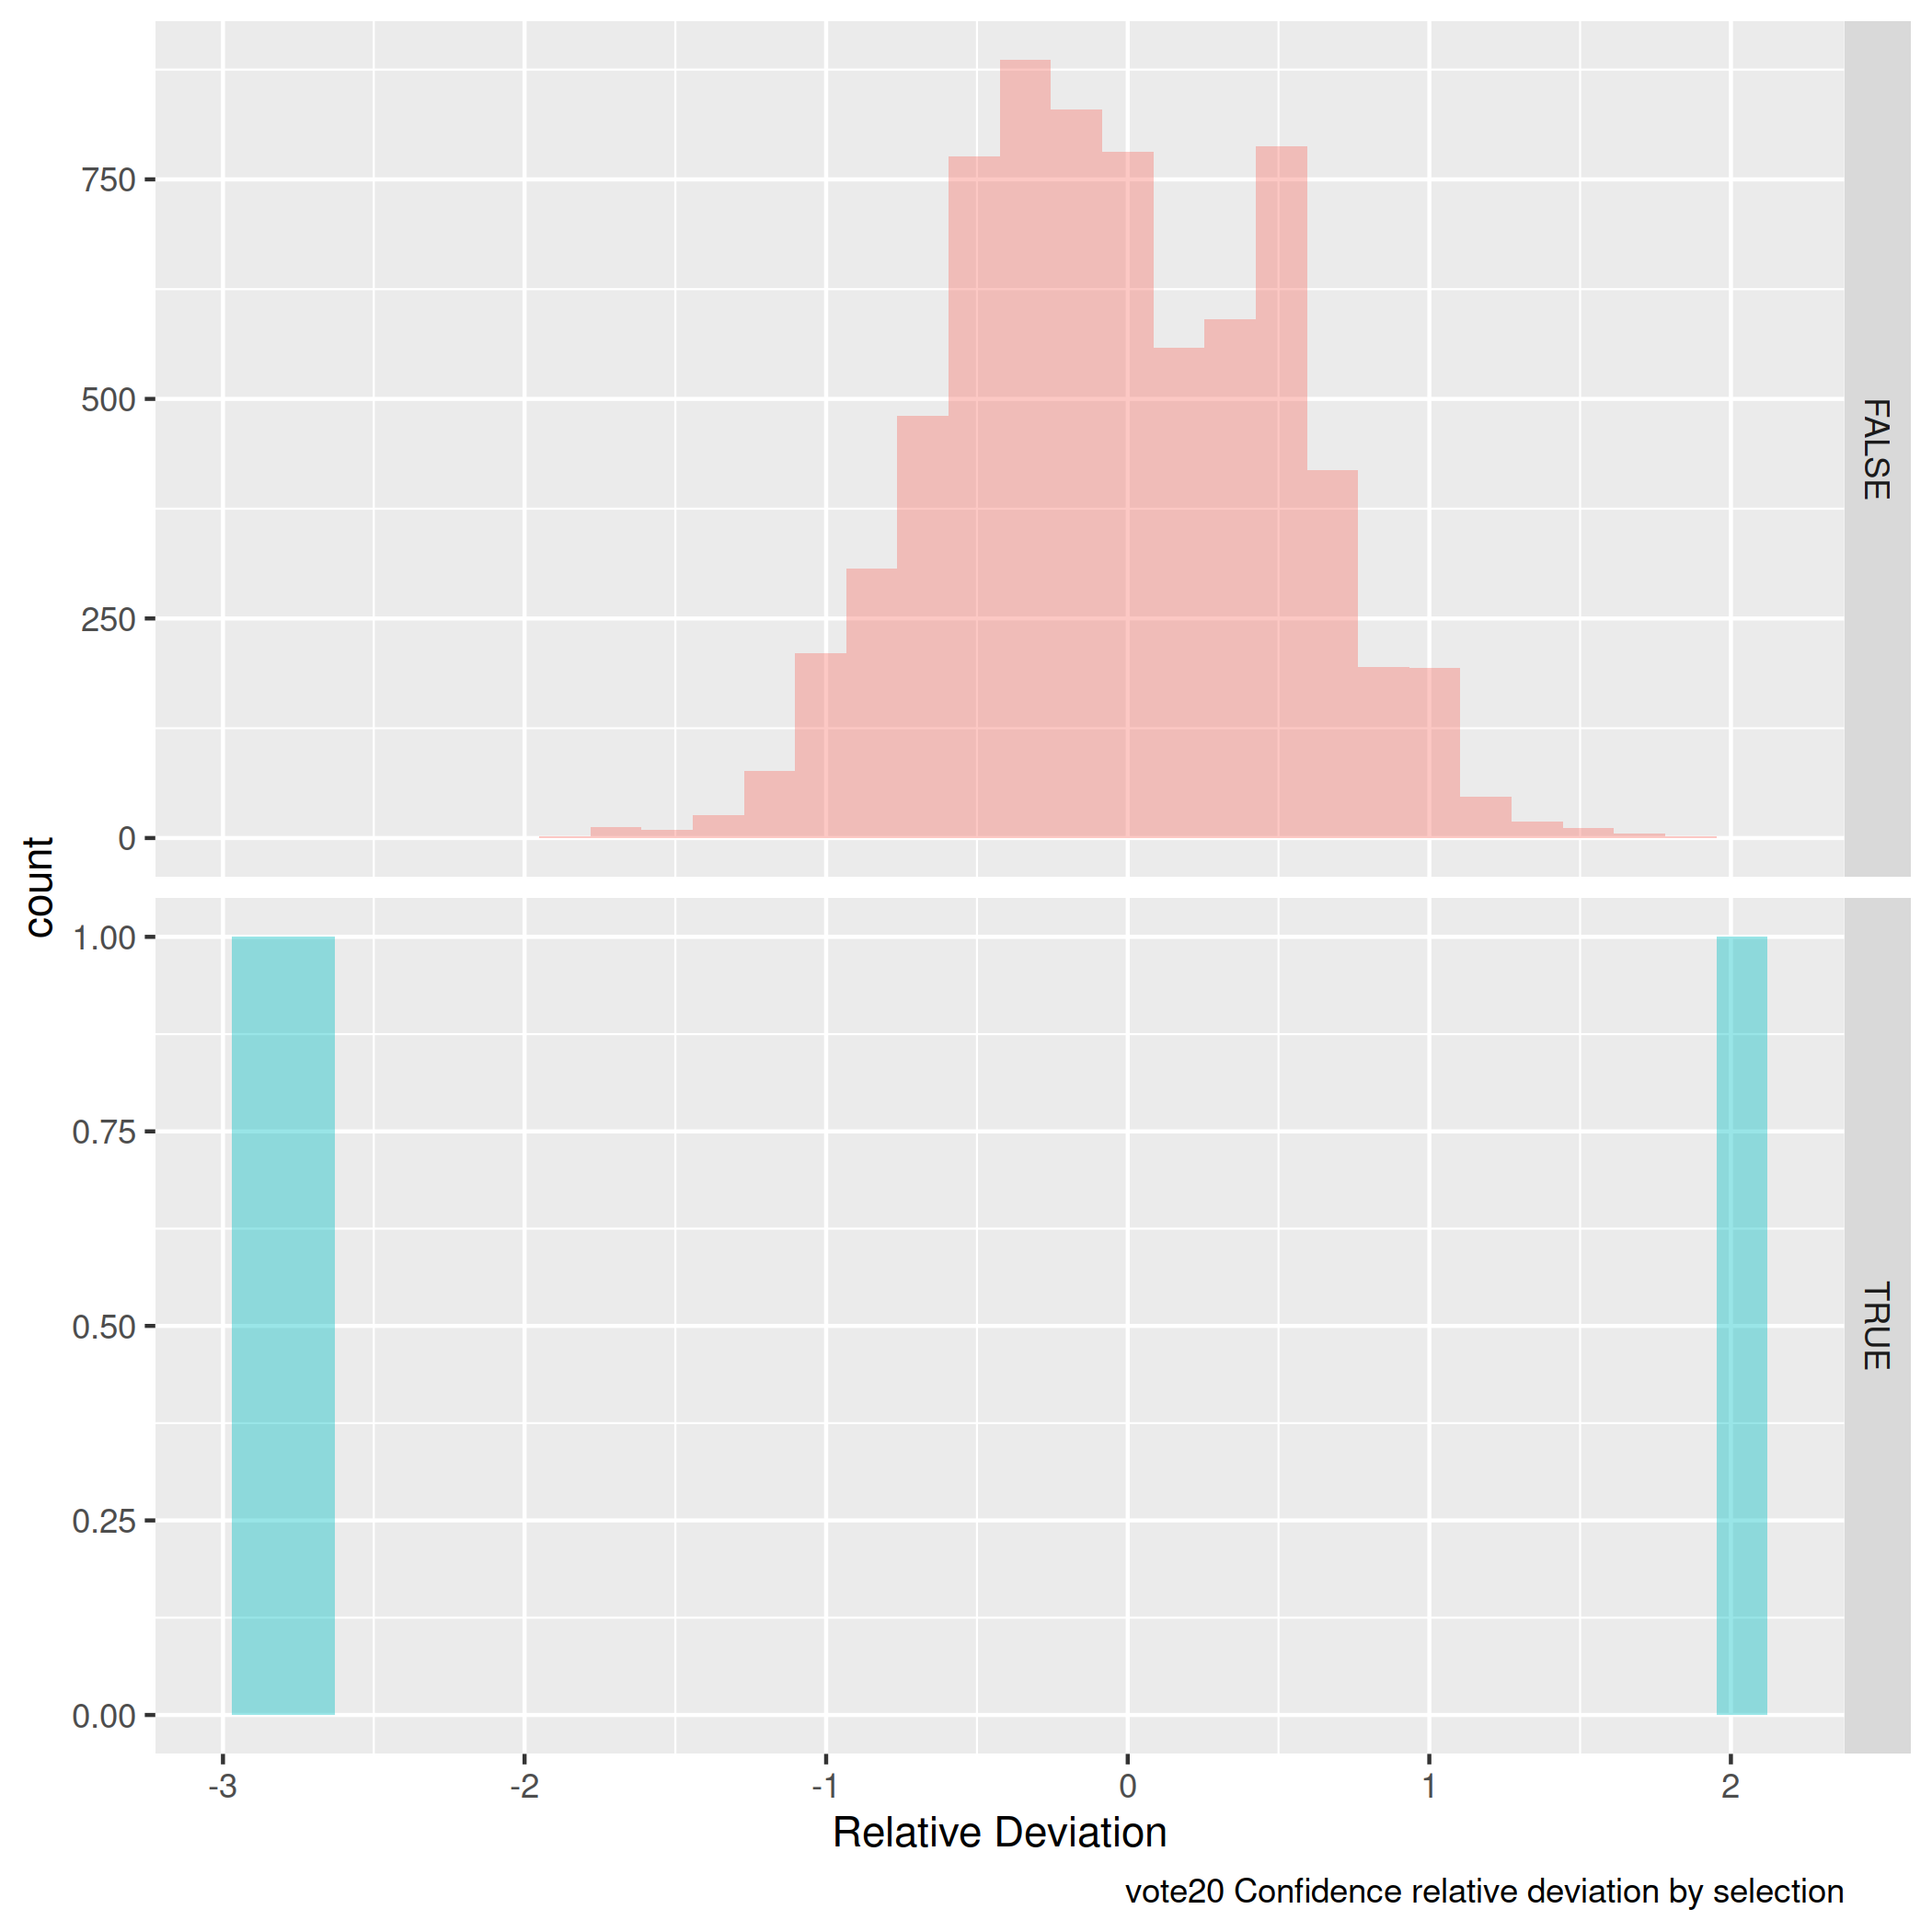 count
750
500
250
0
FALSE
1.00
0.75
0.50
0.25
0.00
TRUE
-3 -2 -1 0 1 2
Relative Deviation
vote20 Confidence relative deviation by selection